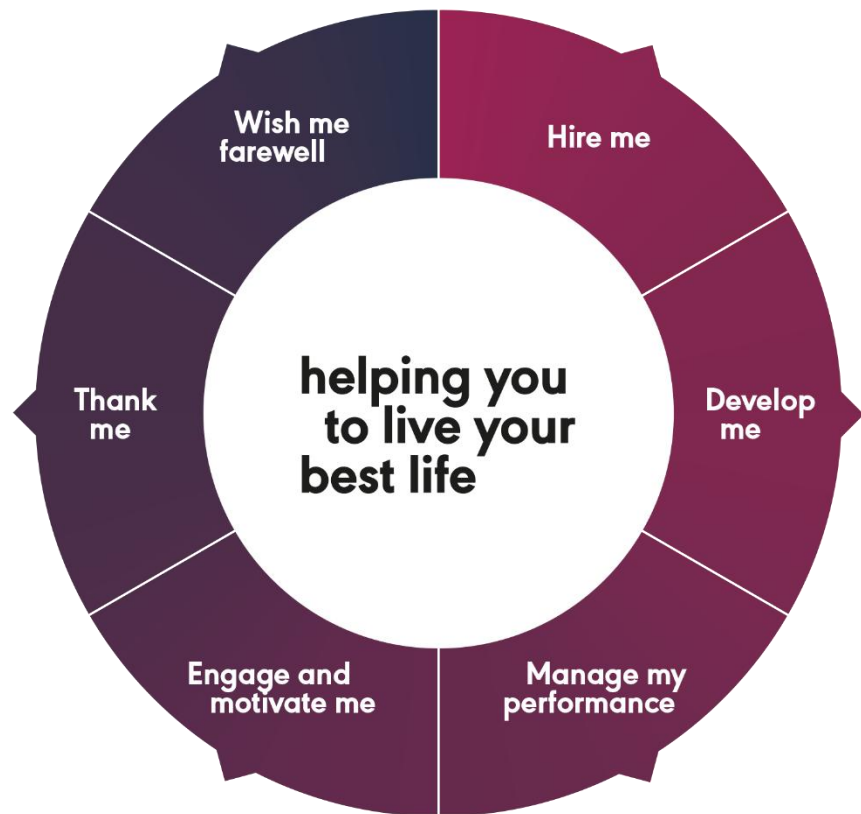 Hire me
Develop
me
Manage my
performance
Engage and
motivate me
Thank
me
Wish me
farewell
helping you
to live your
best life